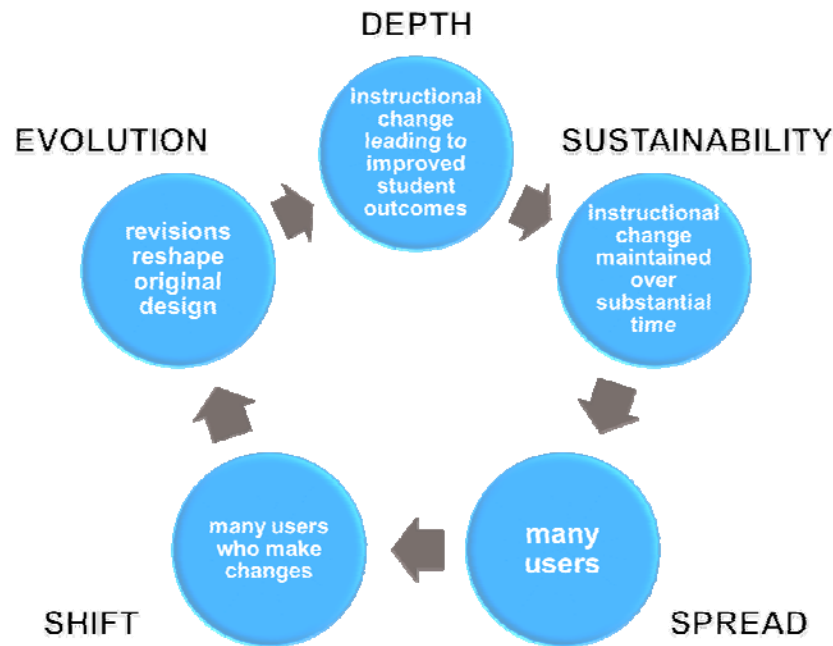 DEPTH
instructional
change
leading to
improved
student
outcomes
SUSTAINABILITY
instructional
change
maintained
over
substantial
time
SPREAD
many
users
SHIFT
many users
who make
changes
EVOLUTION
revisions
reshape
original
design